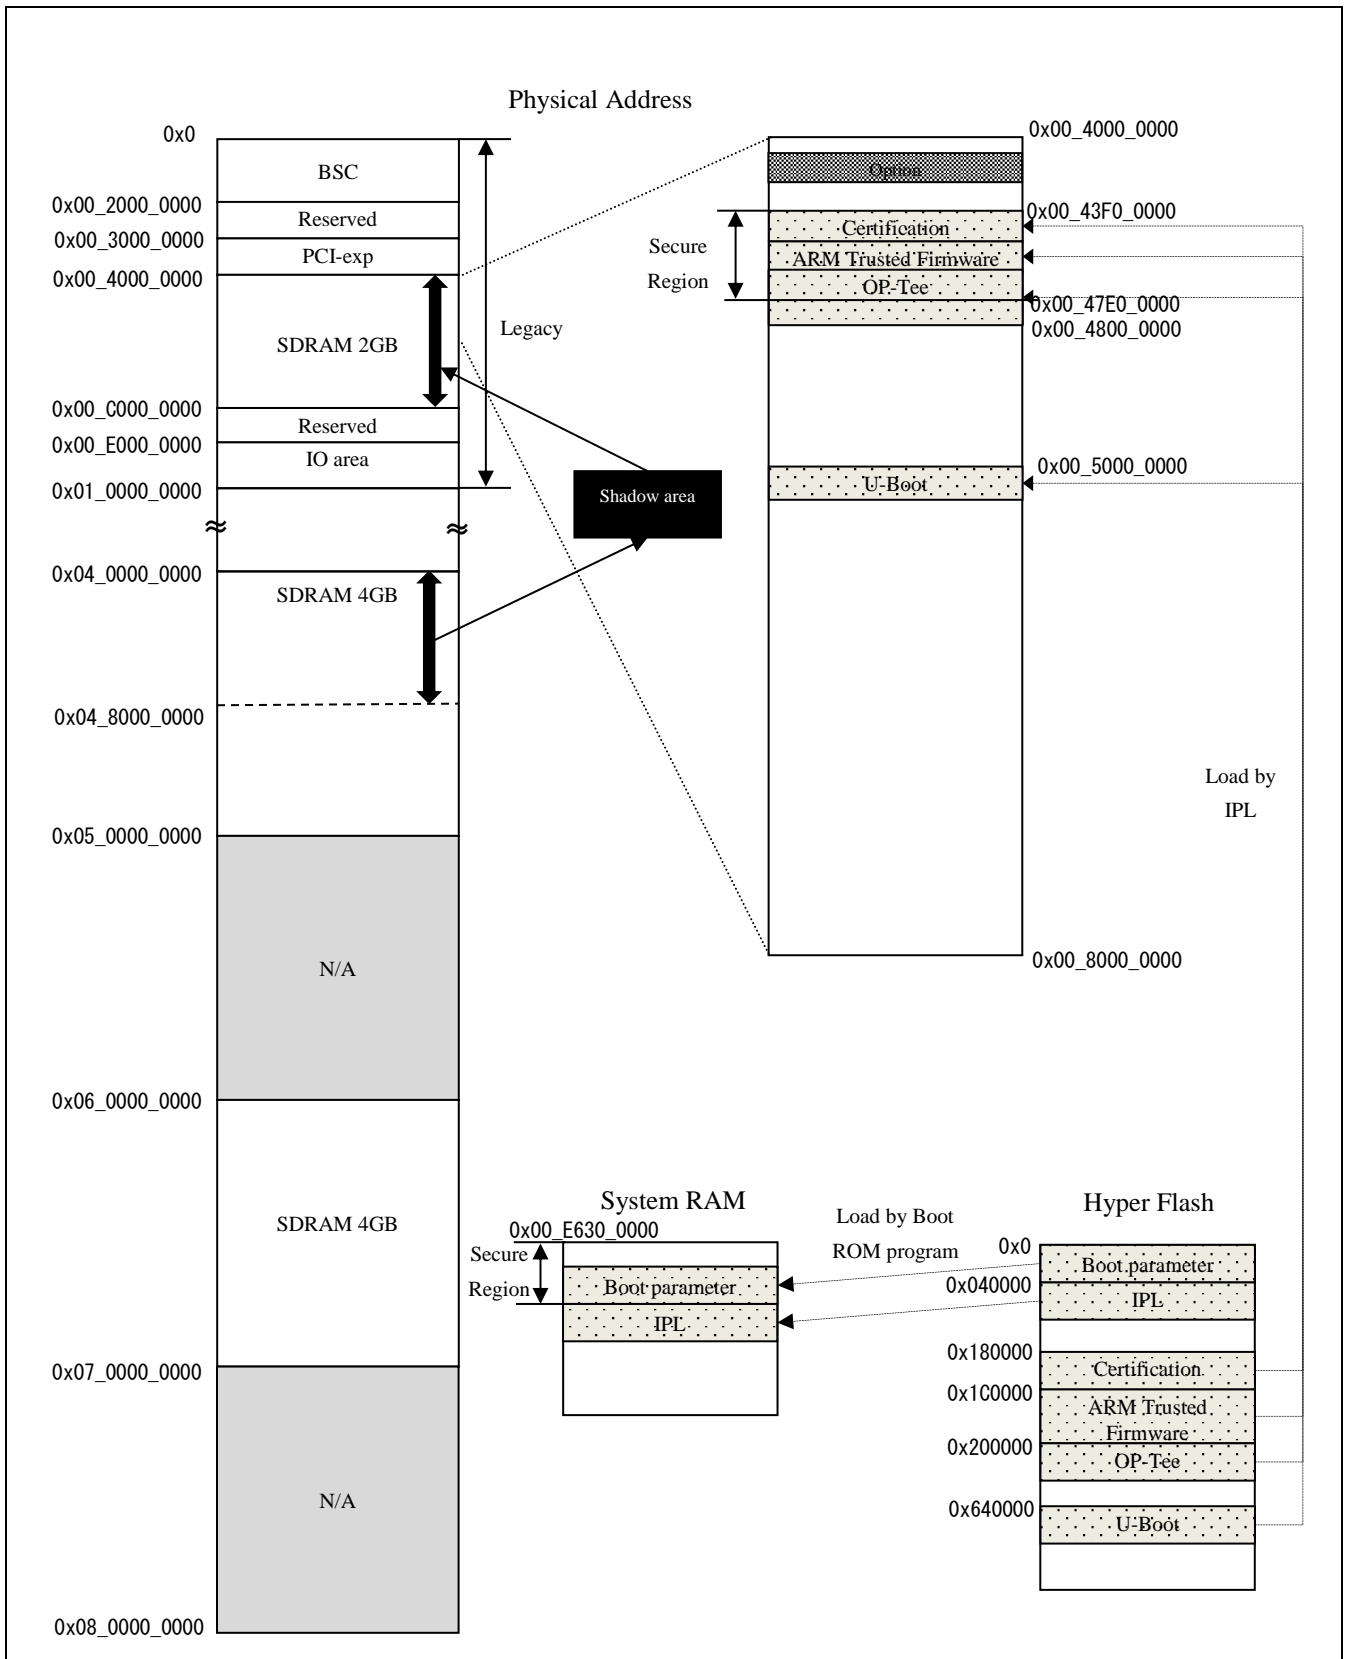 Physical Address
0x0
BSC
0x00_2000_0000
Reserved
0x00_3000_0000
PCI-exp
0x00_4000_0000
SDRAM 2GB
Legacy
0x00_C000_0000
Reserved
0x00_E000_0000
IO area
0x01_0000_0000
≈
≈
Shadow area
0x04_0000_0000
SDRAM 4GB
0x04_8000_0000
0x05_0000_0000
N/A
0x06_0000_0000
SDRAM 4GB
0x07_0000_0000
N/A
0x08_0000_0000
0x00_4000_0000
Option
0x00_43F0_0000
Secure
Region
Certification
ARM Trusted Firmware
OP-Tee
0x00_47E0_0000
0x00_4800_0000
0x00_5000_0000
U-Boot
0x00_8000_0000
Load by
IPL
System RAM
0x00_E630_0000
Secure
Region
Boot parameter
IPL
Load by Boot
ROM program
Hyper Flash
0x0
Boot parameter
0x040000
IPL
0x180000
Certification
0x1C0000
ARM Trusted
Firmware
0x200000
OP-Tee
0x640000
U-Boot